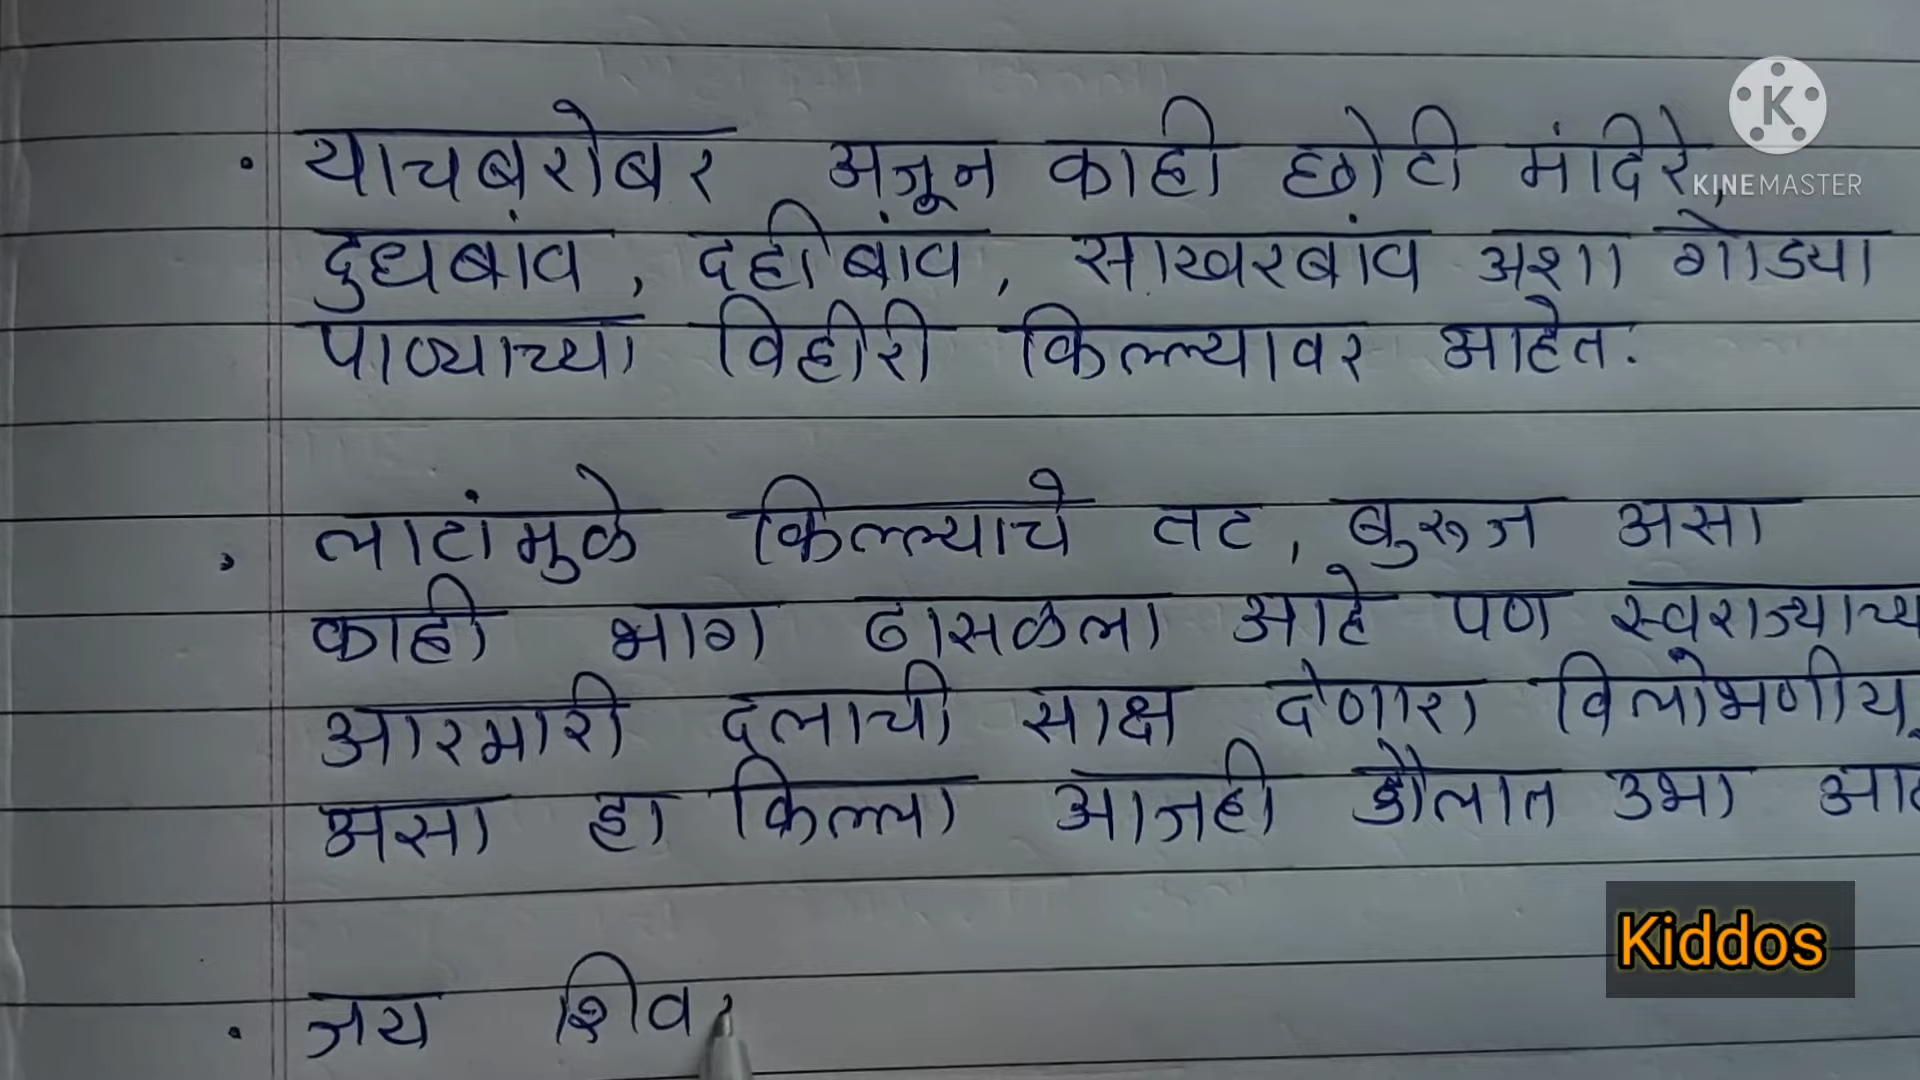 याचबरोबर अजून काही छोटी मंदिरे,
दुधबांव, दहीबांव, साखरबांव अशा गोड्या
पाण्याच्या विहीरी किल्ल्यावर आहेत.
लाटांमुळे किल्ल्याचे तट, बुरूज असा
काही भाग ढासळला आहे पण स्वराज्याच्य
आरमारी दलाची साक्ष देणारा विलोभणीय
असा हा किल्ला आजही डौलात उभा
जय शिव
K
KINEMASTER
Kiddos